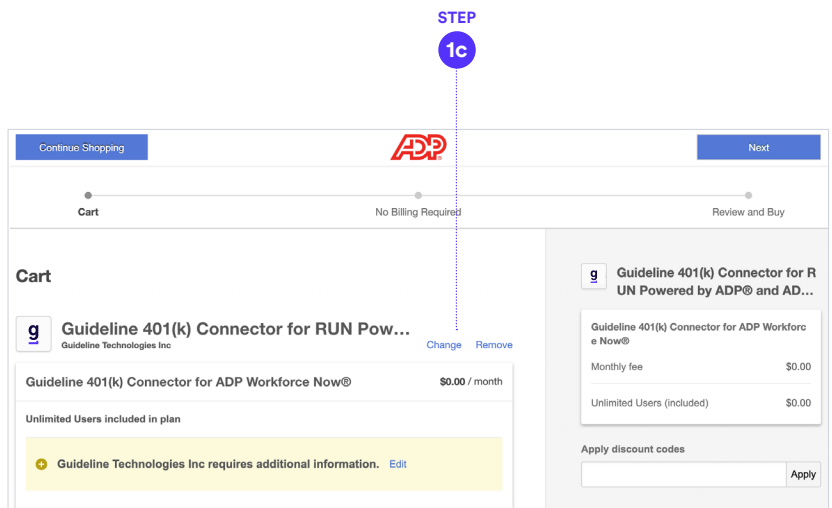 STEP
1c
Continue Shopping
ADP
Next
Cart
No Billing Required
Review and Buy
Cart
g
Guideline 401(k) Connector for RUN Pow...
Guideline Technologies Inc
Change Remove
Guideline 401(k) Connector for ADP Workforce Now®
$0.00 / month
Unlimited Users included in plan
Guideline Technologies Inc requires additional information. Edit
g
Guideline 401(k) Connector for R
UN Powered by ADP® and AD...
Guideline 401(k) Connector for ADP Workforc
e Now®
Monthly fee $0.00
Unlimited Users (included) $0.00
Apply discount codes
Apply